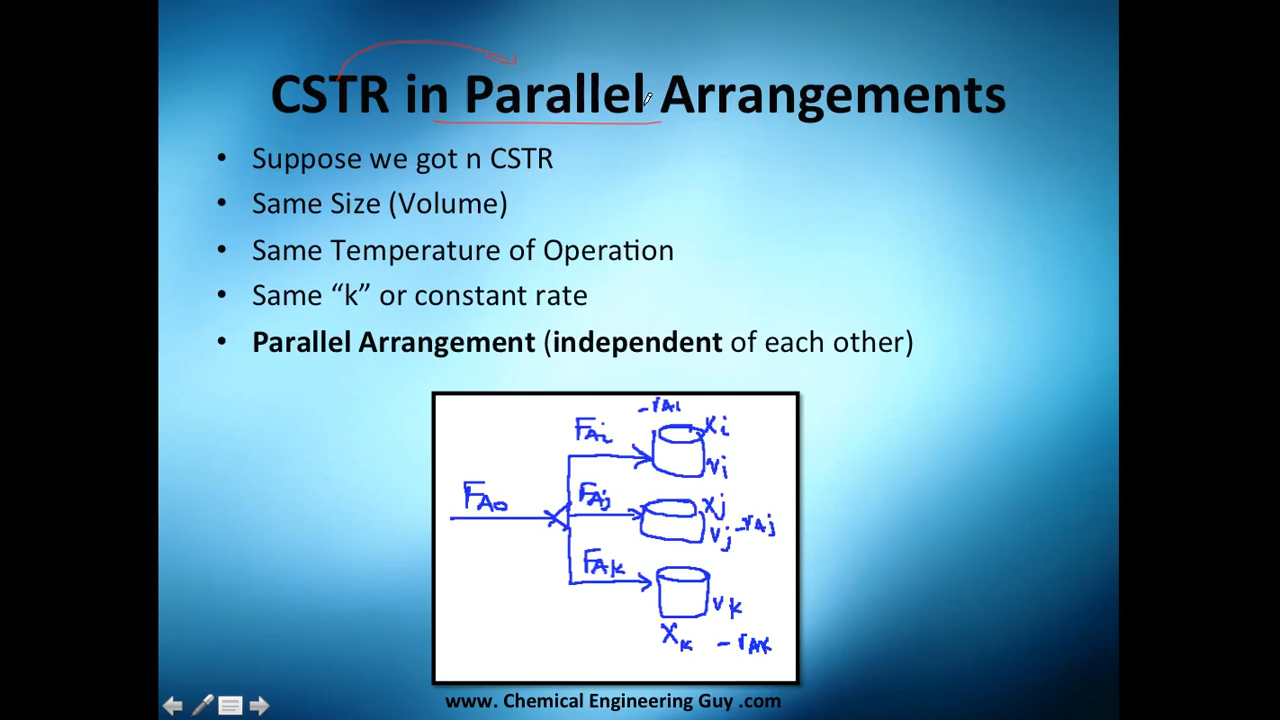 CSTR in Parallel Arrangements
• Suppose we got n CSTR
• Same Size (Volume)
• Same Temperature of Operation
• Same “k” or constant rate
• Parallel Arrangement (independent of each other)
-rAi
FAi
Xi
Vi
FA0
FAj
Xj
Vj -rAj
FAk
Vk
Xk -rAk
www. Chemical Engineering Guy .com